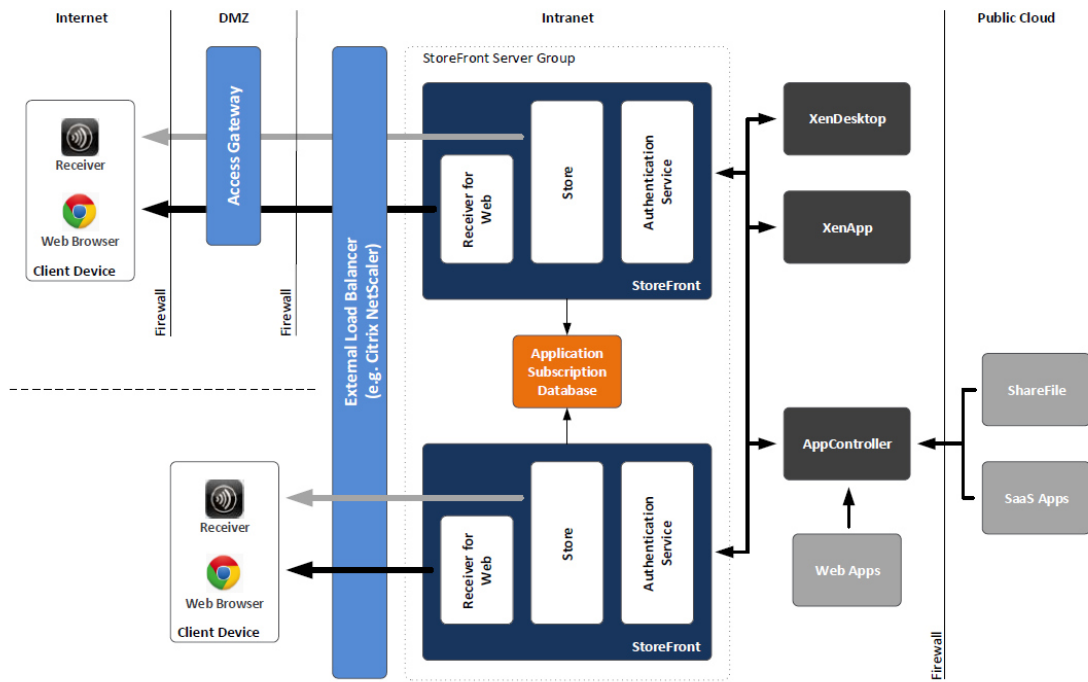 Internet
DMZ
Intranet
Public Cloud
StoreFront Server Group
Access Gateway
Receiver
Web Browser
Client Device
Firewall
Firewall
External Load Balancer
(e.g. Citrix NetScaler)
Receiver for
Web
Store
Authentication
Service
StoreFront
XenDesktop
XenApp
Application
Subscription
Database
AppController
ShareFile
SaaS Apps
Web Apps
Receiver
Web Browser
Client Device
Receiver for
Web
Store
Authentication
Service
StoreFront
Firewall